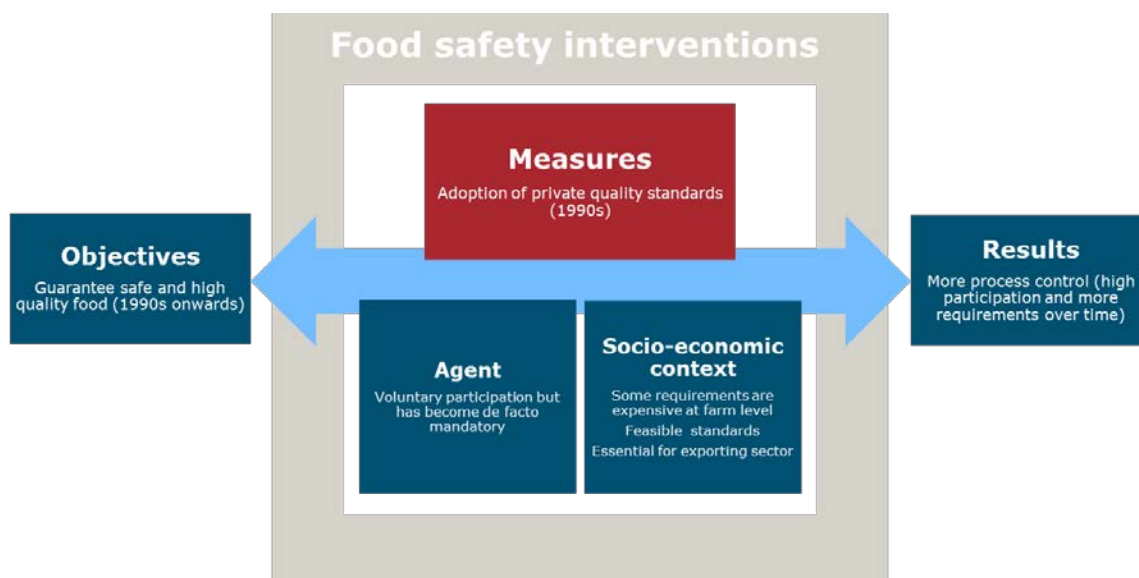 Food safety interventions
Measures
Adoption of private quality standards
(1990s)
Objectives
Guarantee safe and high
quality food (1990s onwards)
Results
More process control (high
participation and more
requirements over time)
Agent
Voluntary participation but
has become de facto
mandatory
Socio-economic
context
Some requirements are
expensive at farm level
Feasible standards
Essential for exporting sector